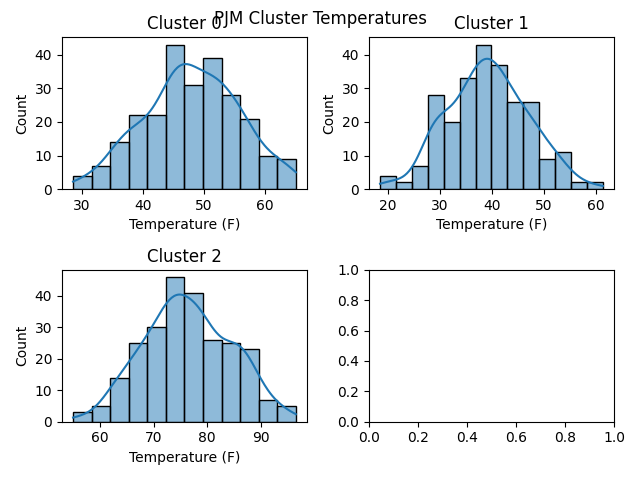 PJM Cluster Temperatures
Cluster 0
Cluster 1
Count
40
30
20
10
0
30 40 50 60
Temperature (F)
Count
40
30
20
10
0
20 30 40 50 60
Temperature (F)
Cluster 2
Count
40
30
20
10
0
60 70 80 90
Temperature (F)
1.0
0.8
0.6
0.4
0.2
0.0
0.0 0.2 0.4 0.6 0.8 1.0